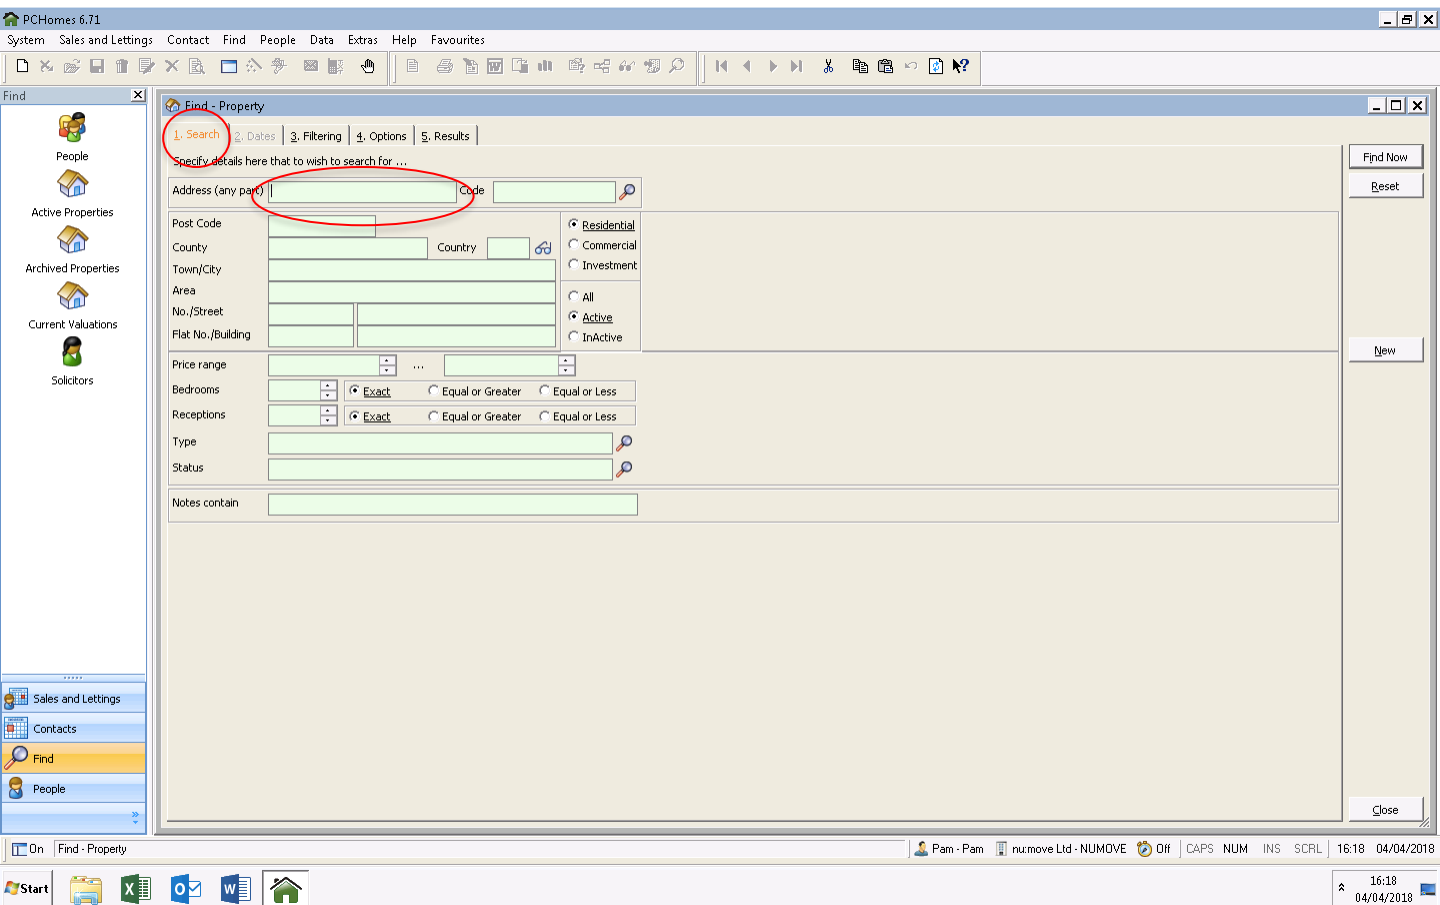 PCHomes 6.71
System Sales and Lettings Contact Find People Data Extras Help Favourites
Find
Find - Property
1. Search 2. Dates 3. Filtering 4. Options 5. Results
Specify details here that to wish to search for ...
Find Now
People
Address (any part) Code
Reset
Active Properties
Post Code
Residential
County Country
Commercial
Town/City
Investment
Archived Properties
Area
All
No./Street
Active
Current Valuations
Flat No./Building
InActive
New
Price range ...
Solicitors
Bedrooms Exact Equal or Greater Equal or Less
Receptions Exact Equal or Greater Equal or Less
Type
Status
Notes contain
Sales and Lettings
Contacts
Find
People
Close
On Find - Property Pam - Pam nu:move Ltd - NUMOVE Off CAPS NUM INS SCRL 16:18 04/04/2018
Start
16:18
04/04/2018